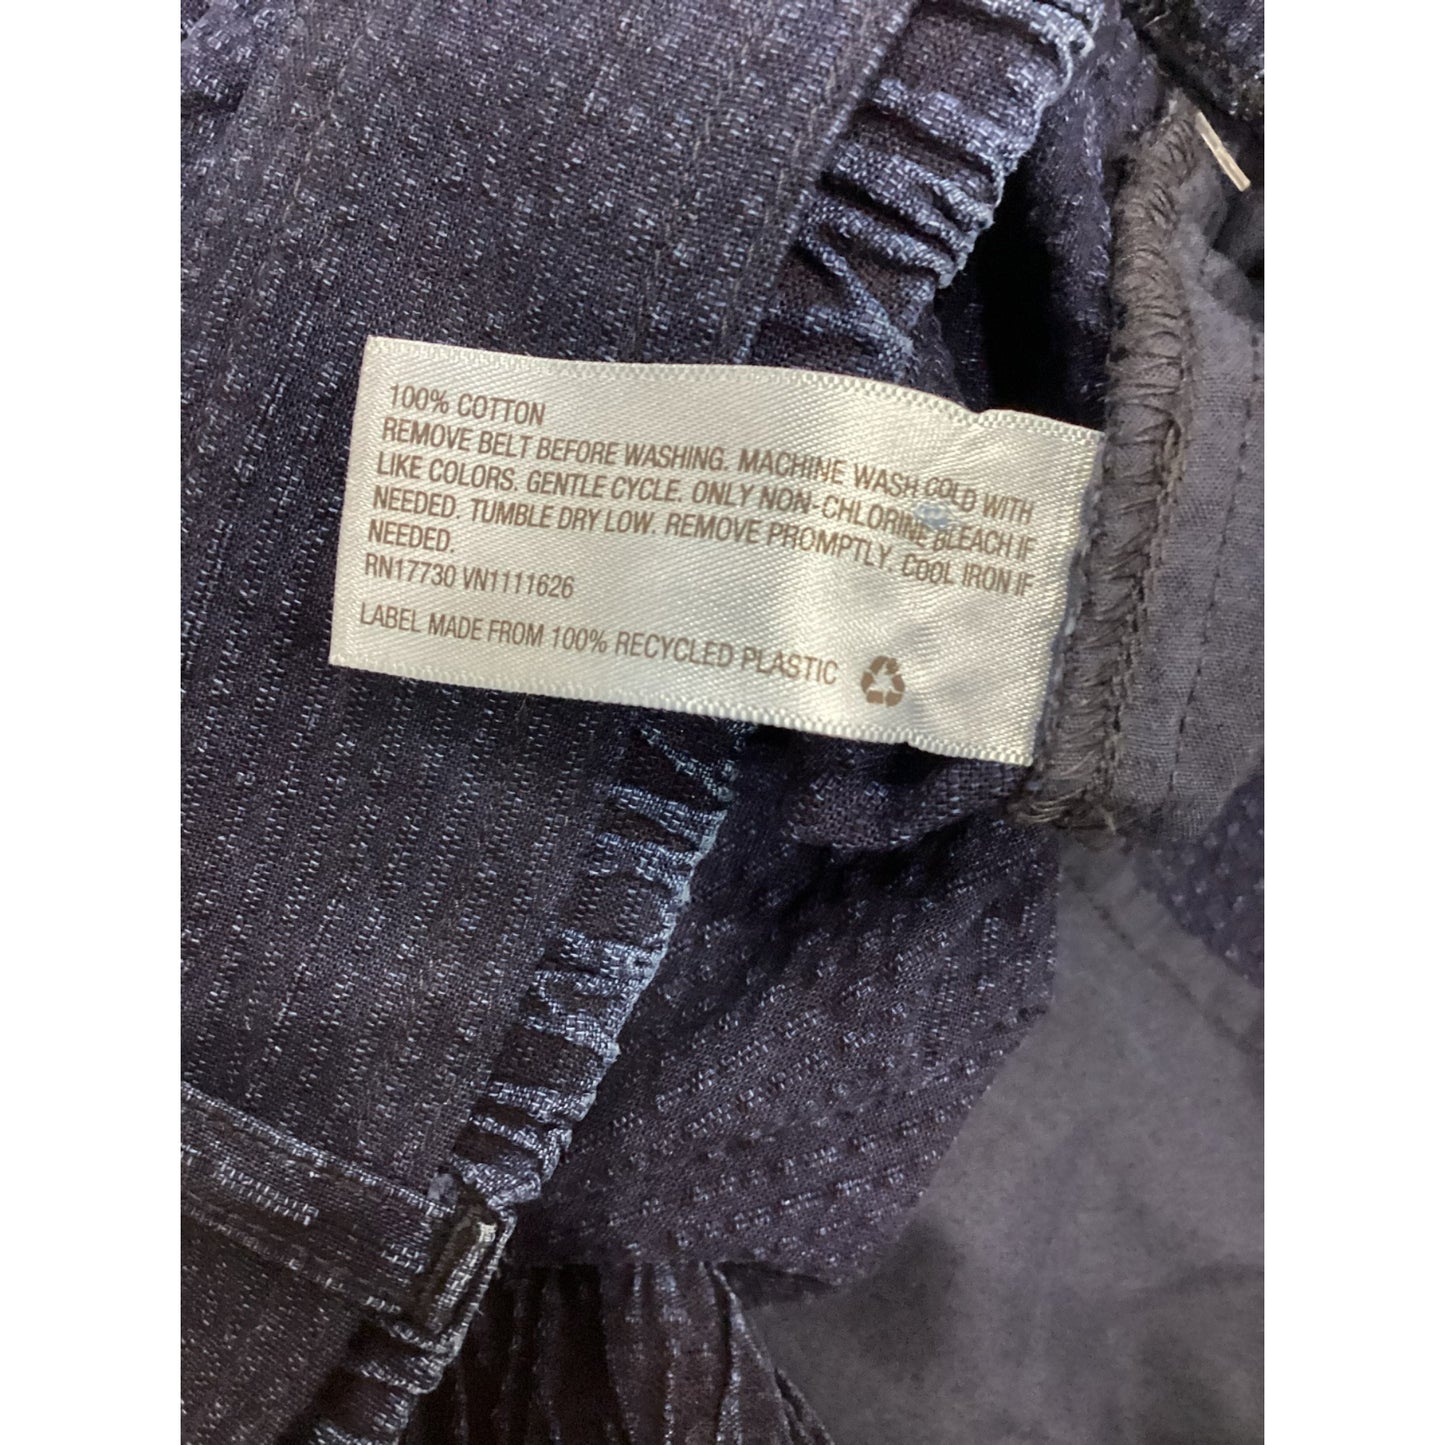 100% COTTON
REMOVE BELT BEFORE WASHING. MACHINE WASH COLD WITH
LIKE COLORS. GENTLE CYCLE. ONLY NON-CHLORINE BLEACH IF
NEEDED. TUMBLE DRY LOW. REMOVE PROMPTLY. COOL IRON IF
NEEDED.
RN17730 VN1111626
LABEL MADE FROM 100% RECYCLED PLASTIC